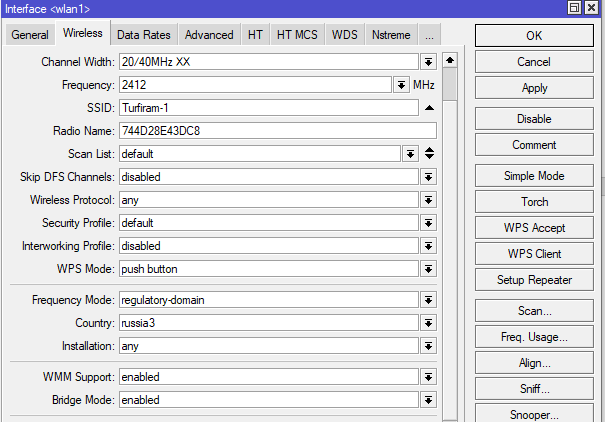 Interface <wlan1>
General Wireless Data Rates Advanced HT HT MCS WDS Nstreme ...
Channel Width: 20/40MHz XX
Frequency: 2412 MHz
SSID: Turfiram-1
Radio Name: 744D28E43DC8
Scan List: default
Skip DFS Channels: disabled
Wireless Protocol: any
Security Profile: default
Interworking Profile: disabled
WPS Mode: push button
Frequency Mode: regulatory-domain
Country: russia3
Installation: any
WMM Support: enabled
Bridge Mode: enabled
OK
Cancel
Apply
Disable
Comment
Simple Mode
Torch
WPS Accept
WPS Client
Setup Repeater
Scan...
Freq. Usage...
Align...
Sniff...
Snooper...